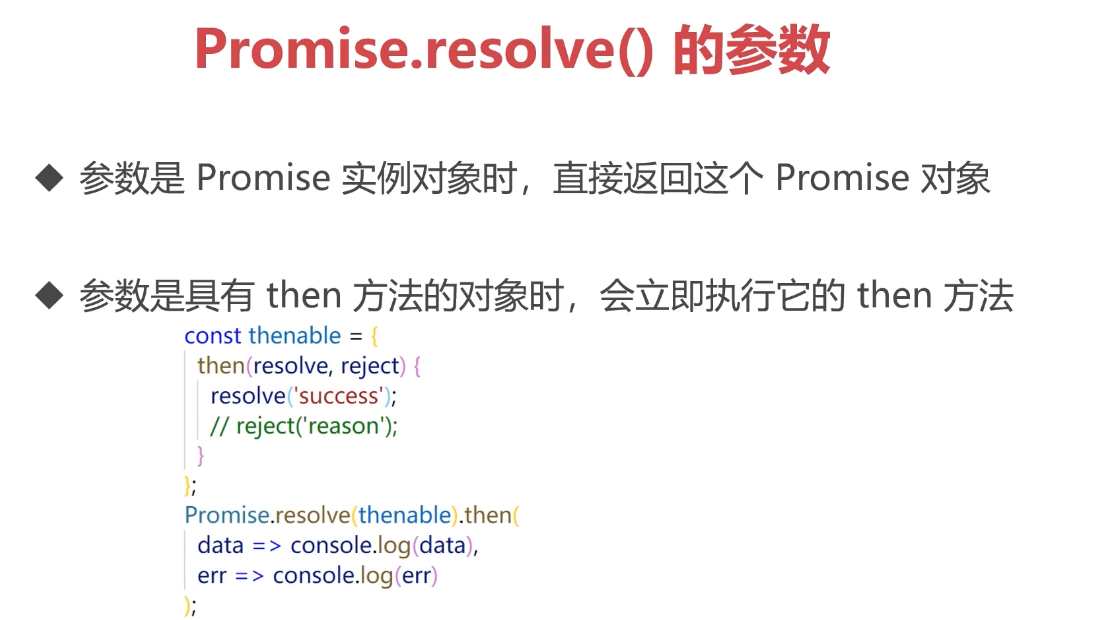 Promise.resolve() 的参数
◆ 参数是 Promise 实例对象时，直接返回这个 Promise 对象
◆ 参数是具有 then 方法的对象时，会立即执行它的 then 方法
const thenable = {
  then(resolve, reject) {
    resolve('success');
    // reject('reason');
  }
};
Promise.resolve(thenable).then(
  data => console.log(data),
  err => console.log(err)
);